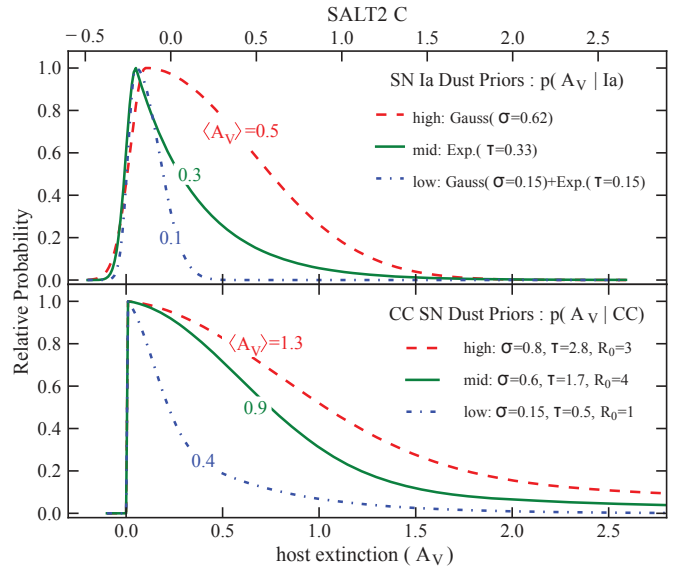 SALT2 C
−0.5 0.0 0.5 1.0 1.5 2.0 2.5
1.0
0.8
0.6
0.4
0.2
0.0
SN Ia Dust Priors : p( A_V | Ia)
high: Gauss( σ=0.62)
mid: Exp.( τ=0.33)
low: Gauss( σ=0.15)+Exp.( τ=0.15)
⟨A_V⟩=0.5
0.3
0.1
Relative Probability
1.0
0.8
0.6
0.4
0.2
0.0
CC SN Dust Priors : p( A_V | CC)
high: σ=0.8, τ=2.8, R_0=3
mid: σ=0.6, τ=1.7, R_0=4
low: σ=0.15, τ=0.5, R_0=1
⟨A_V⟩=1.3
0.9
0.4
0.0 0.5 1.0 1.5 2.0 2.5
host extinction ( A_V )